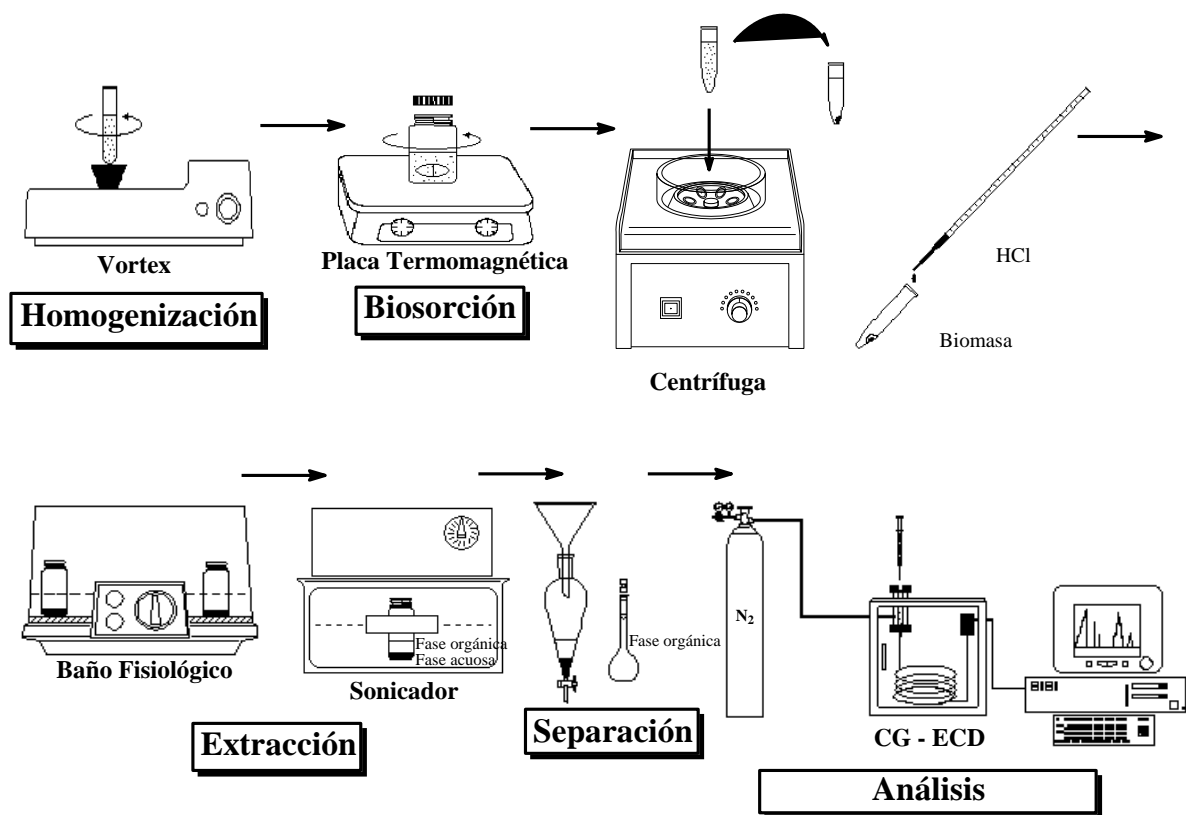 Vortex
Homogenización
Placa Termomagnética
Biosorción
Centrífuga
HCl
Biomasa
Baño Fisiológico
Fase orgánica
Fase acuosa
Sonicador
Extracción
Fase orgánica
Separación
N₂
CG - ECD
Análisis